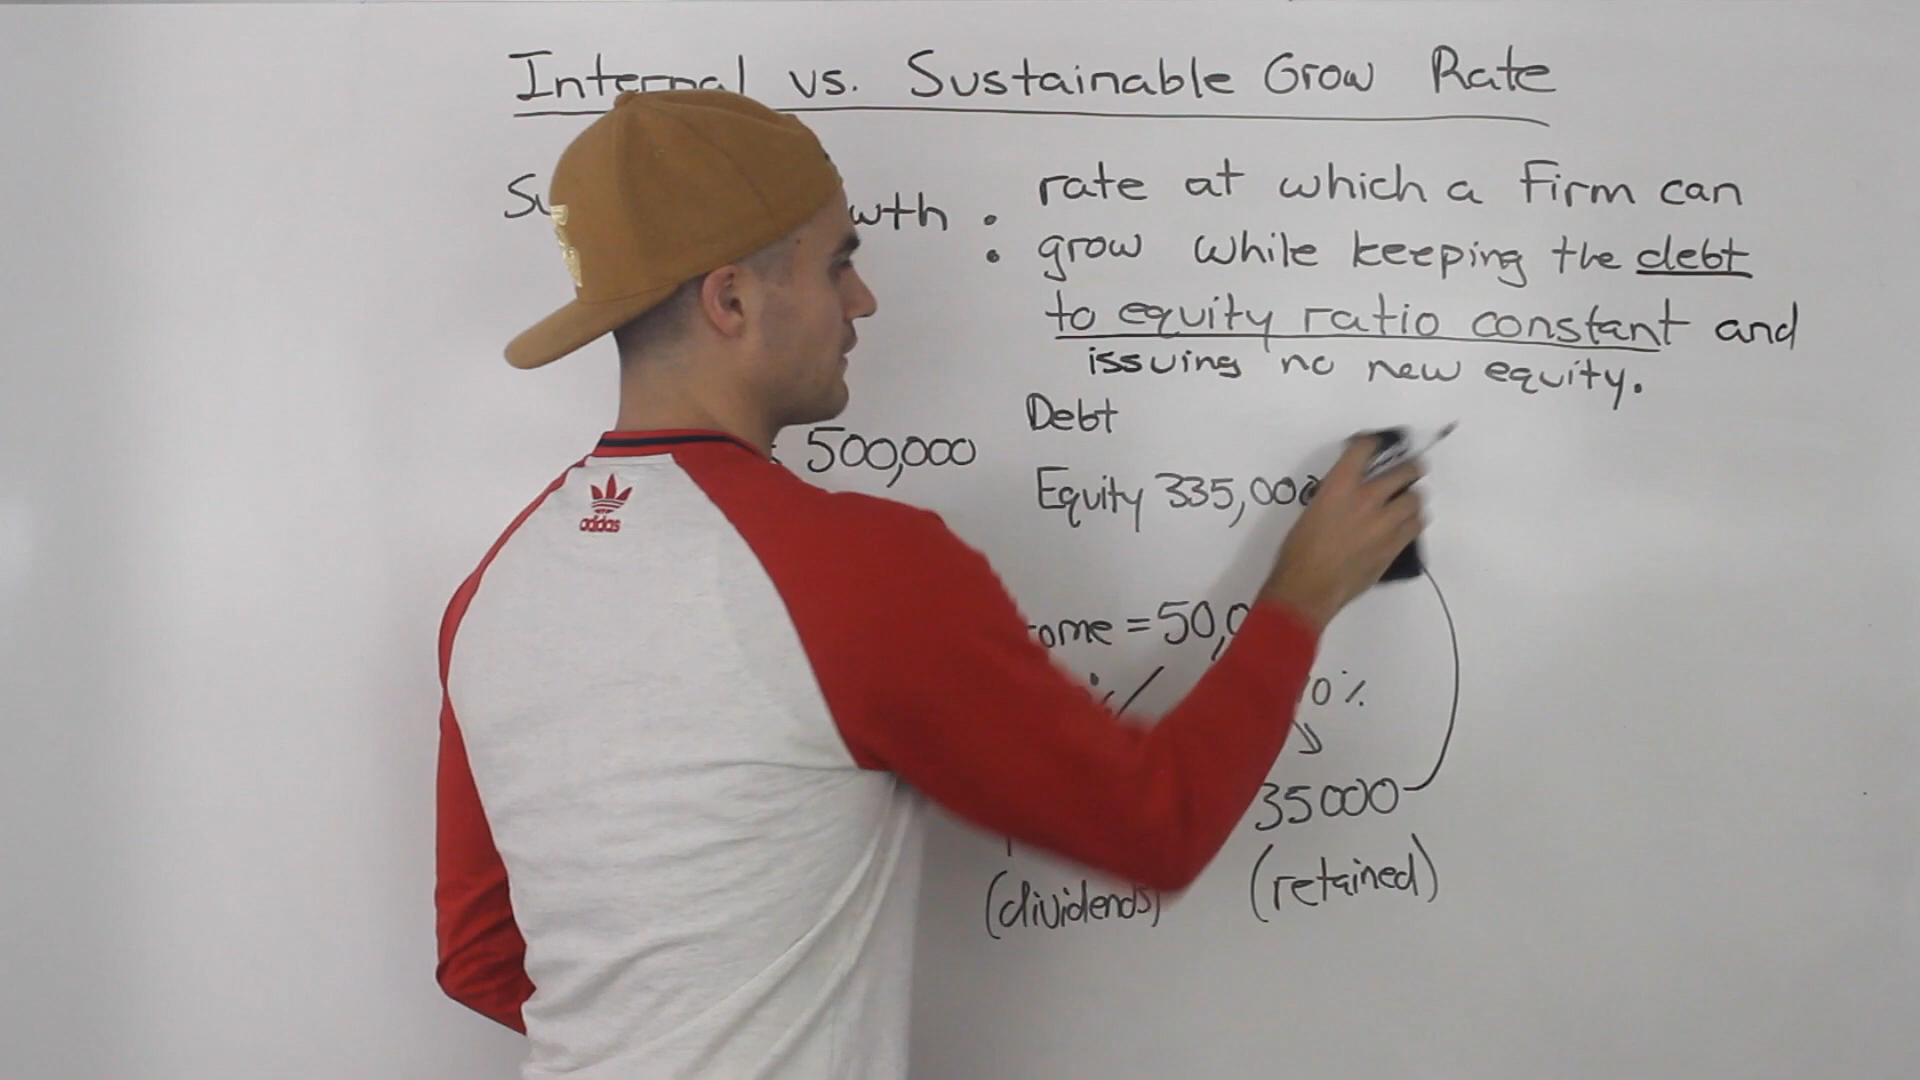 Internal vs. Sustainable Grow Rate
wth : rate at which a Firm can
grow while keeping the debt
to equity ratio constant and
issuing no new equity.
Debt
500,000
Equity 335,000
come = 50,0
0%
35000
(dividends)
(retained)
adidas